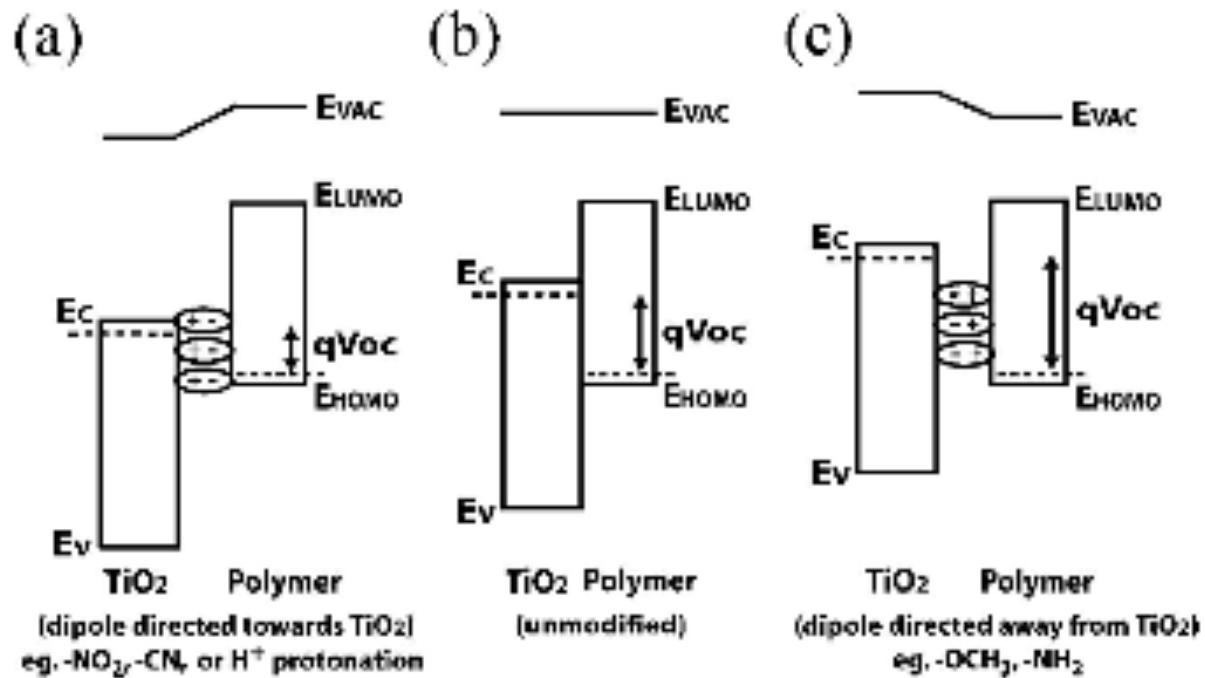 (a)
(b)
(c)
EVAC
EVAC
EVAC
ELUMO
ELUMO
ELUMO
EC
EC
EC
qVoc
qVoc
qVoc
EHOMO
EHOMO
EHOMO
EV
EV
EV
TiO2 Polymer
TiO2 Polymer
TiO2 Polymer
(dipole directed towards TiO2)
eg. -NO2, -CN, or H+ protonation
(unmodified)
(dipole directed away from TiO2)
eg. -OCH3, -NH2